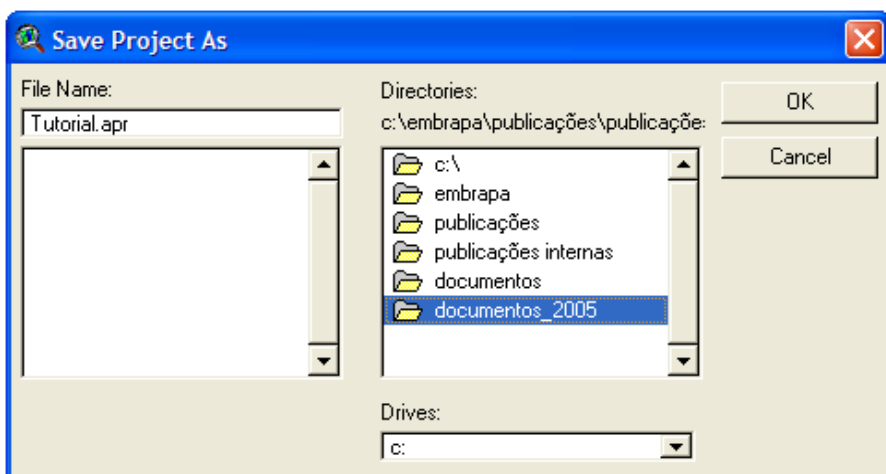 Save Project As
File Name:
Tutorial.apr
Directories:
c:\embrapa\publicações\publicaçõe:
c:\
embrapa
publicações
publicações internas
documentos
documentos_2005
Drives:
c:
OK
Cancel